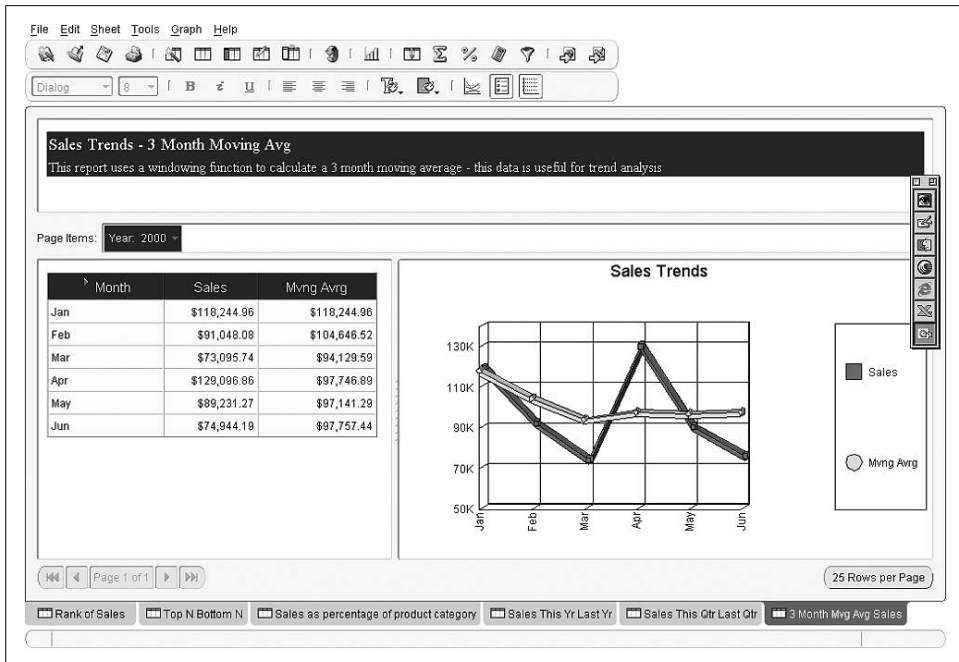 File Edit Sheet Tools Graph Help
Dialog 8 B i U
Sales Trends - 3 Month Moving Avg
This report uses a windowing function to calculate a 3 month moving average - this data is useful for trend analysis
Page Items: Year: 2000
Month Sales Mvng Avrg
Jan $118,244.96 $118,244.96
Feb $91,048.08 $104,646.52
Mar $73,095.74 $94,129.59
Apr $129,096.86 $97,746.89
May $89,231.27 $97,141.29
Jun $74,944.19 $97,757.44
Sales Trends
130K
110K
90K
70K
50K
Jan Feb Mar Apr May Jun
Sales
Mvng Avrg
Page 1 of 1
25 Rows per Page
Rank of Sales Top N Bottom N Sales as percentage of product category Sales This Yr Last Yr Sales This Qtr Last Qtr 3 Month Mvg Avg Sales